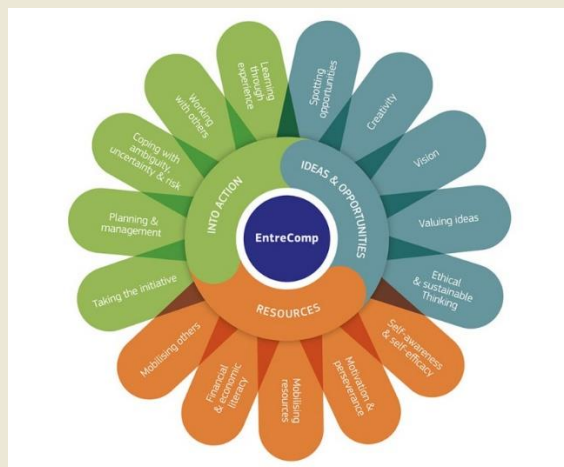 EntreComp
IDEAS & OPPORTUNITIES
Spotting
opportunities
Creativity
Vision
Valuing ideas
Ethical
& sustainable
Thinking
RESOURCES
Self-awareness
& self-efficacy
Motivation &
perseverance
Mobilising
resources
Financial
& economic
literacy
Mobilising others
INTO ACTION
Taking the initiative
Planning &
management
Coping with
ambiguity,
uncertainty & risk
Working
with others
Learning
through
experience